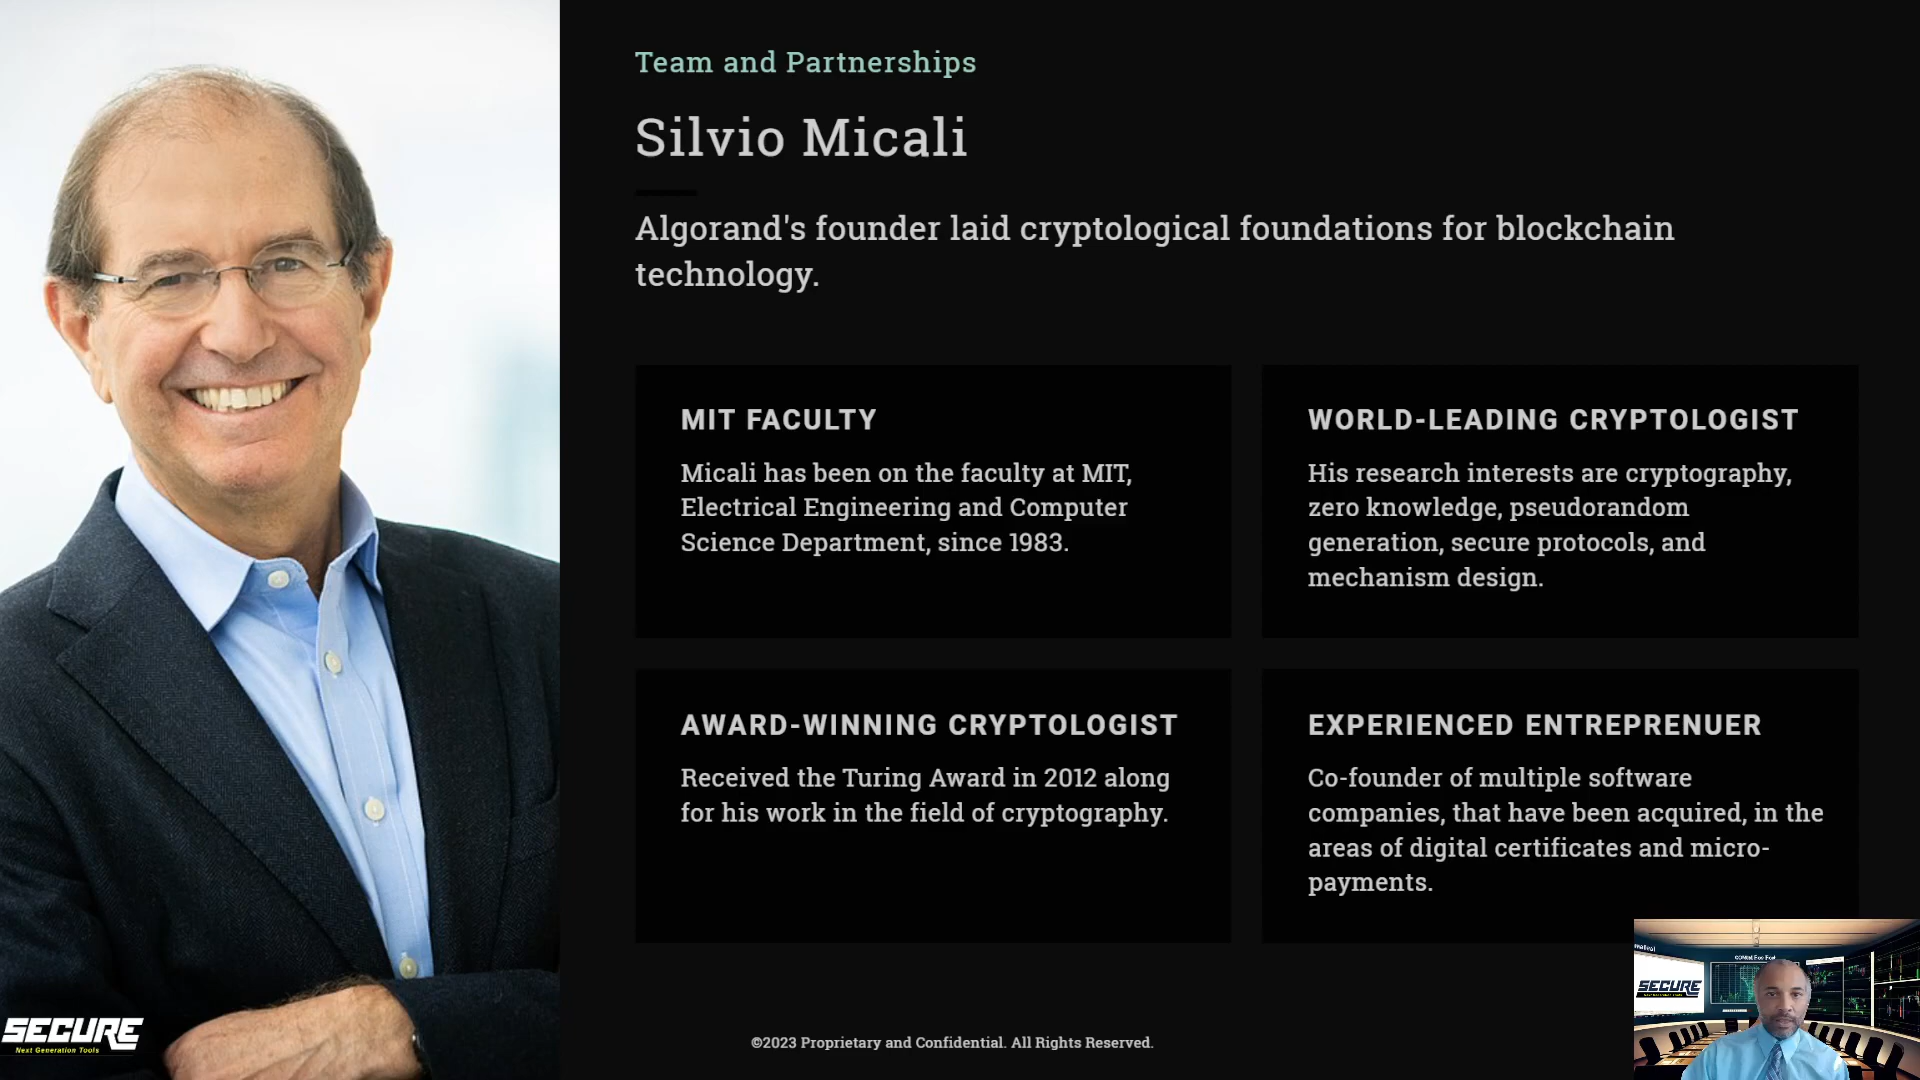 Team and Partnerships
Silvio Micali
Algorand's founder laid cryptological foundations for blockchain
technology.
MIT FACULTY
Micali has been on the faculty at MIT,
Electrical Engineering and Computer
Science Department, since 1983.
WORLD-LEADING CRYPTOLOGIST
His research interests are cryptography,
zero knowledge, pseudorandom
generation, secure protocols, and
mechanism design.
AWARD-WINNING CRYPTOLOGIST
Received the Turing Award in 2012 along
for his work in the field of cryptography.
EXPERIENCED ENTREPRENUER
Co-founder of multiple software
companies, that have been acquired, in the
areas of digital certificates and micro-
payments.
SECURE
Next Generation Tools
©2023 Proprietary and Confidential. All Rights Reserved.
SECURE
Next Generation Tools